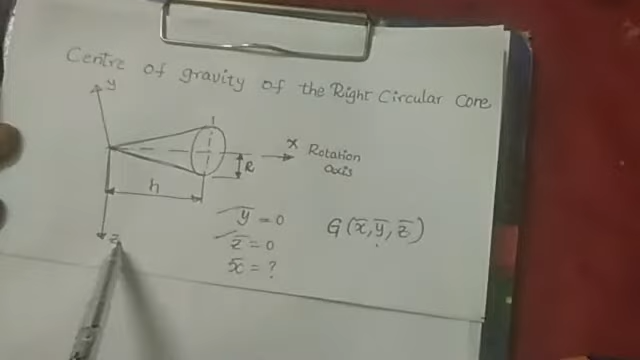 Centre of gravity of the Right Circular Cone
y
x Rotation
axis
R
h
z
y̅ = 0
z̅ = 0
x̅ = ?
G (x̅, y̅, z̅)